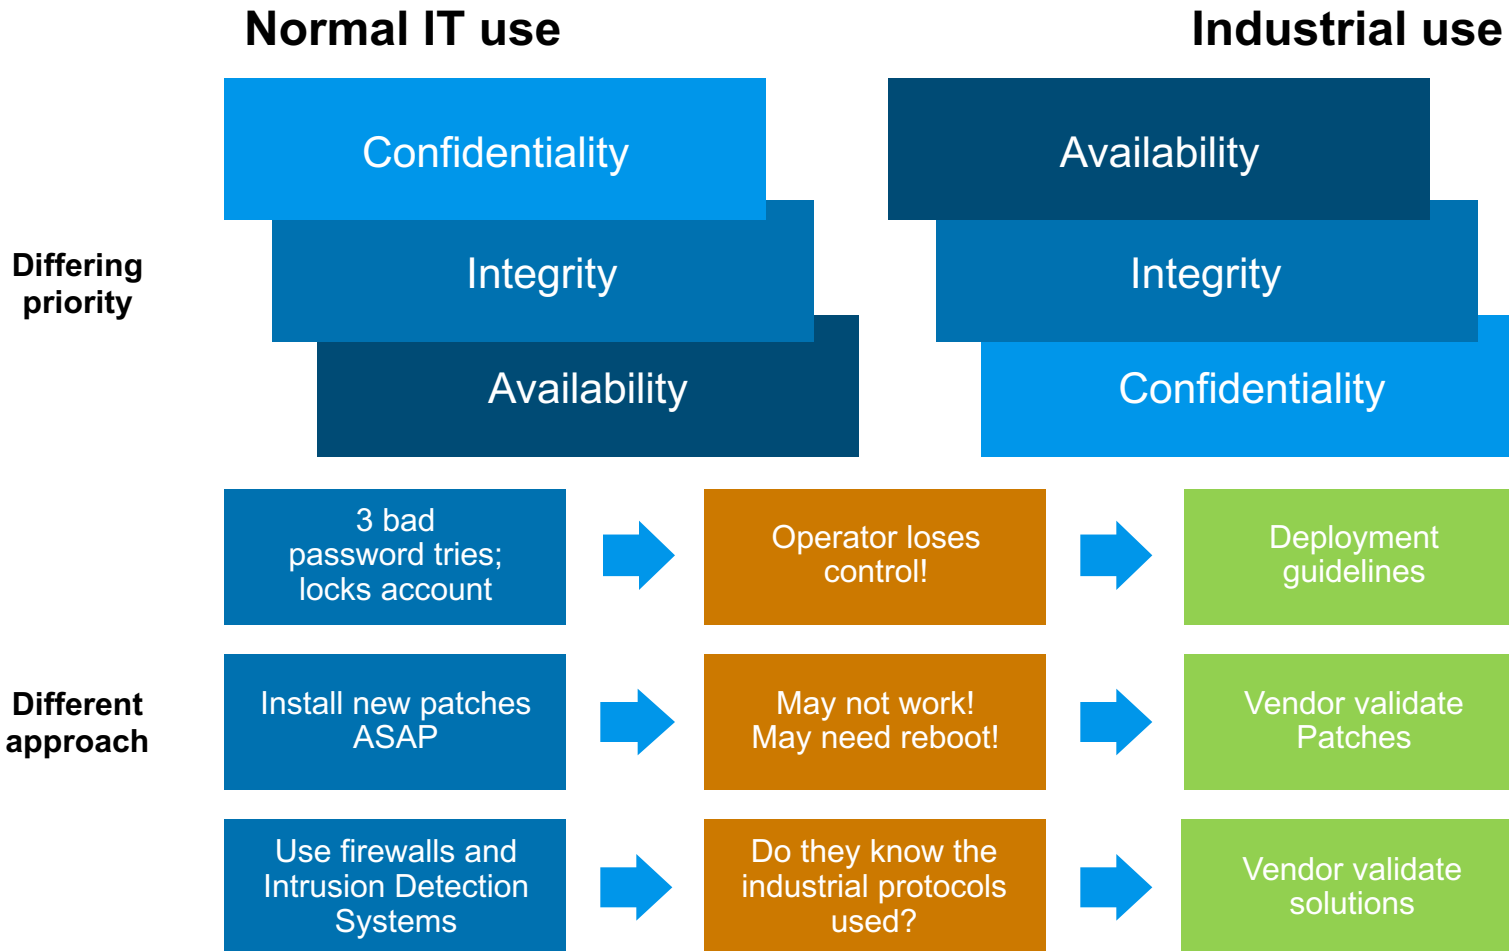 Normal IT use
Industrial use
Differing
priority
Confidentiality
Integrity
Availability
Availability
Integrity
Confidentiality
Different
approach
3 bad
password tries;
locks account
Operator loses
control!
Deployment
guidelines
Install new patches
ASAP
May not work!
May need reboot!
Vendor validate
Patches
Use firewalls and
Intrusion Detection
Systems
Do they know the
industrial protocols
used?
Vendor validate
solutions